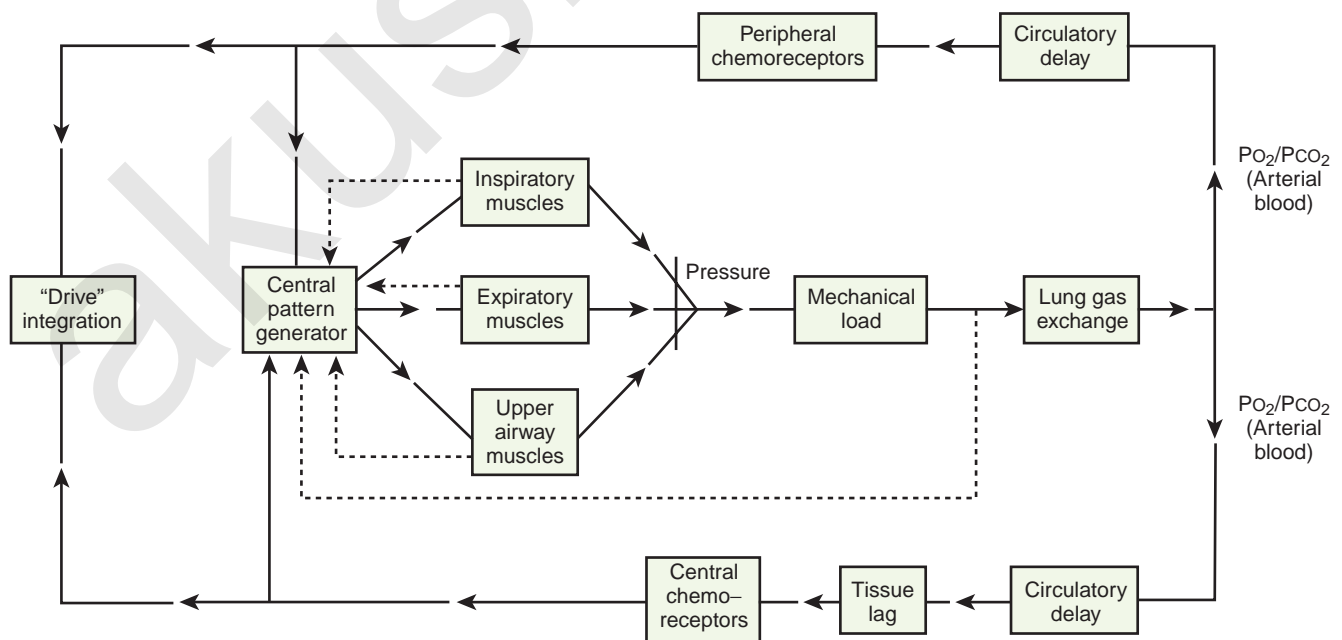 akus
Peripheral
chemoreceptors
Circulatory
delay
PO2/PCO2
(Arterial
blood)
Inspiratory
muscles
Pressure
“Drive”
integration
Central
pattern
generator
Expiratory
muscles
Mechanical
load
Lung gas
exchange
Upper
airway
muscles
PO2/PCO2
(Arterial
blood)
Central
chemo–
receptors
Tissue
lag
Circulatory
delay